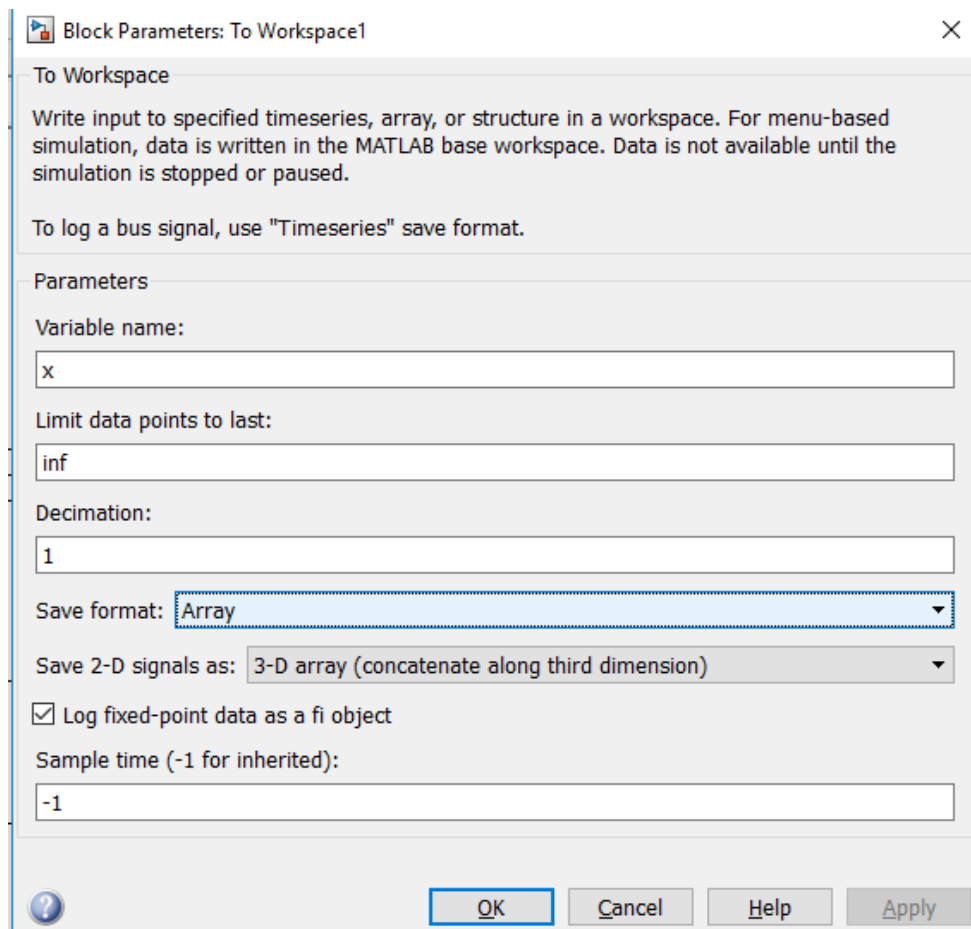 Block Parameters: To Workspace1
To Workspace
Write input to specified timeseries, array, or structure in a workspace. For menu-based
simulation, data is written in the MATLAB base workspace. Data is not available until the
simulation is stopped or paused.
To log a bus signal, use "Timeseries" save format.
Parameters
Variable name:
x
Limit data points to last:
inf
Decimation:
1
Save format: Array
Save 2-D signals as: 3-D array (concatenate along third dimension)
Log fixed-point data as a fi object
Sample time (-1 for inherited):
-1
OK Cancel Help Apply